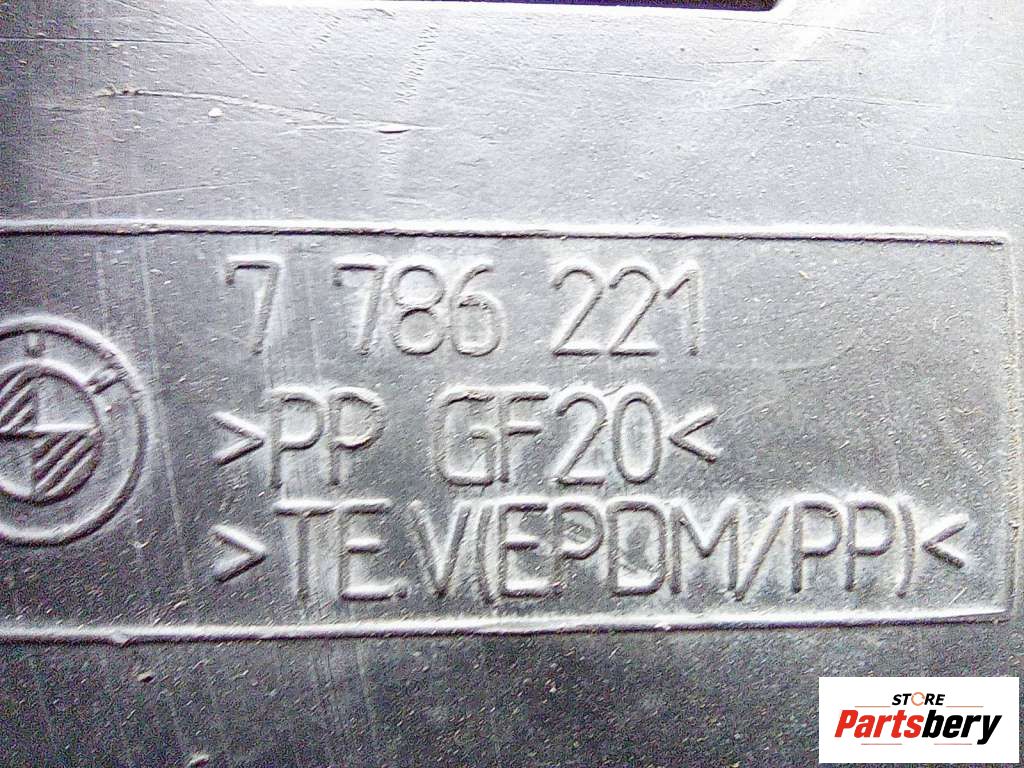 7 786 221
>PP GF20<
>TE.V(EPDM/PP)<
STORE
Partsbery